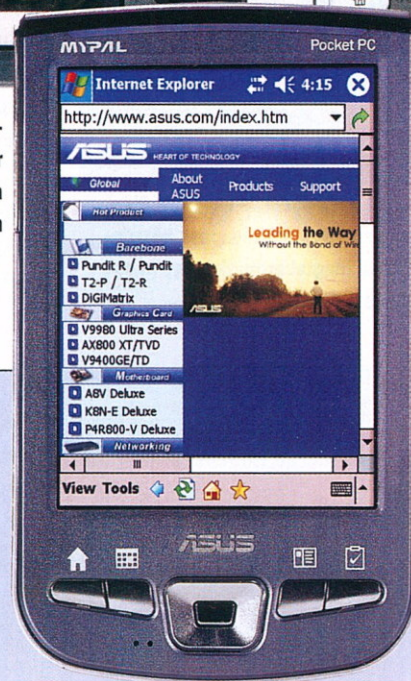 MYPAL Pocket PC
Internet Explorer 4:15
http://www.asus.com/index.htm
ASUS HEART OF TECHNOLOGY
Global About ASUS Products Support
Hot Product
Leading the Way
Without the Bond of Wi
Barebone
Pundit R / Pundit
T2-P / T2-R
DiGiMatrix
ASUS
Graphics Card
V9980 Ultra Series
AX800 XT/TVD
V9400GE/TD
Motherboard
A8V Deluxe
K8N-E Deluxe
P4R800-V Deluxe
Networking
View Tools
ASUS